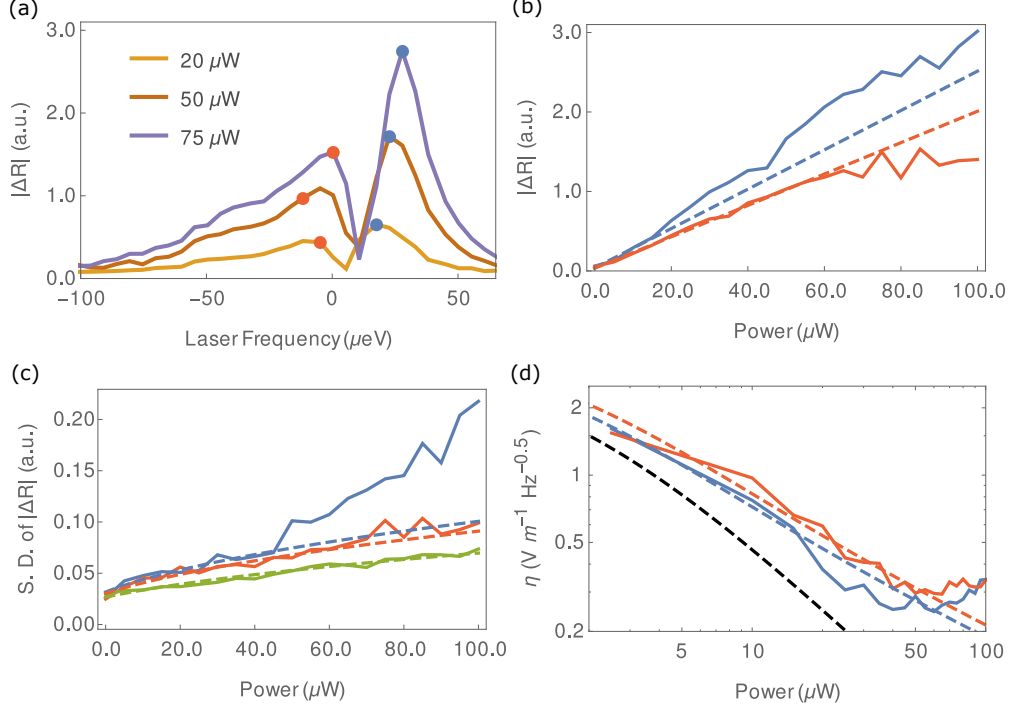 (a)
3.0
2.0
1.0
0.0
|ΔR| (a.u.)
20 μW
50 μW
75 μW
−100
−50
0
50
Laser Frequency (μeV)
(b)
3.0
2.0
1.0
0.0
|ΔR| (a.u.)
0.0
20.0
40.0
60.0
80.0
100.0
Power (μW)
(c)
0.20
0.15
0.10
0.05
0.00
S. D. of |ΔR| (a.u.)
0.0
20.0
40.0
60.0
80.0
100.0
Power (μW)
(d)
2
1
0.5
0.2
η (V m⁻¹ Hz⁻⁰·⁵)
5
10
50
100
Power (μW)